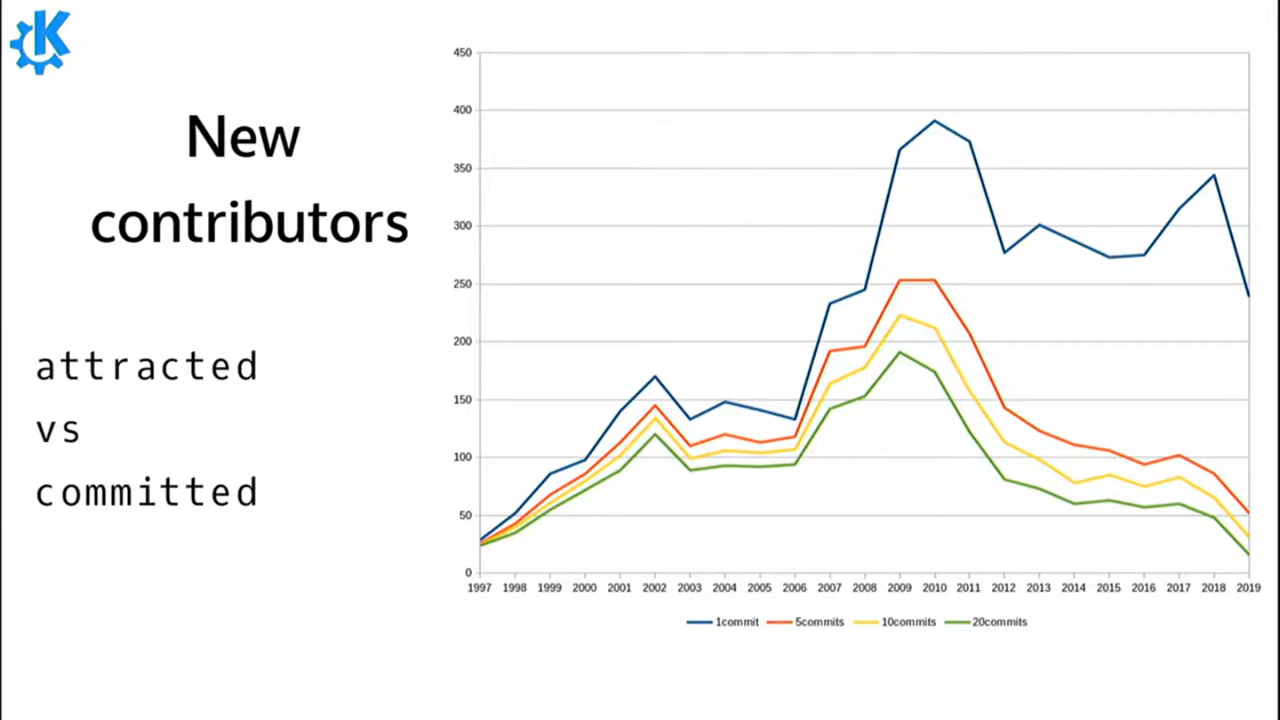 New
contributors
attracted
vs
committed
450
400
350
300
250
200
150
100
50
0
1997 1998 1999 2000 2001 2002 2003 2004 2005 2006 2007 2008 2009 2010 2011 2012 2013 2014 2015 2016 2017 2018 2019
1commit 5commits 10commits 20commits